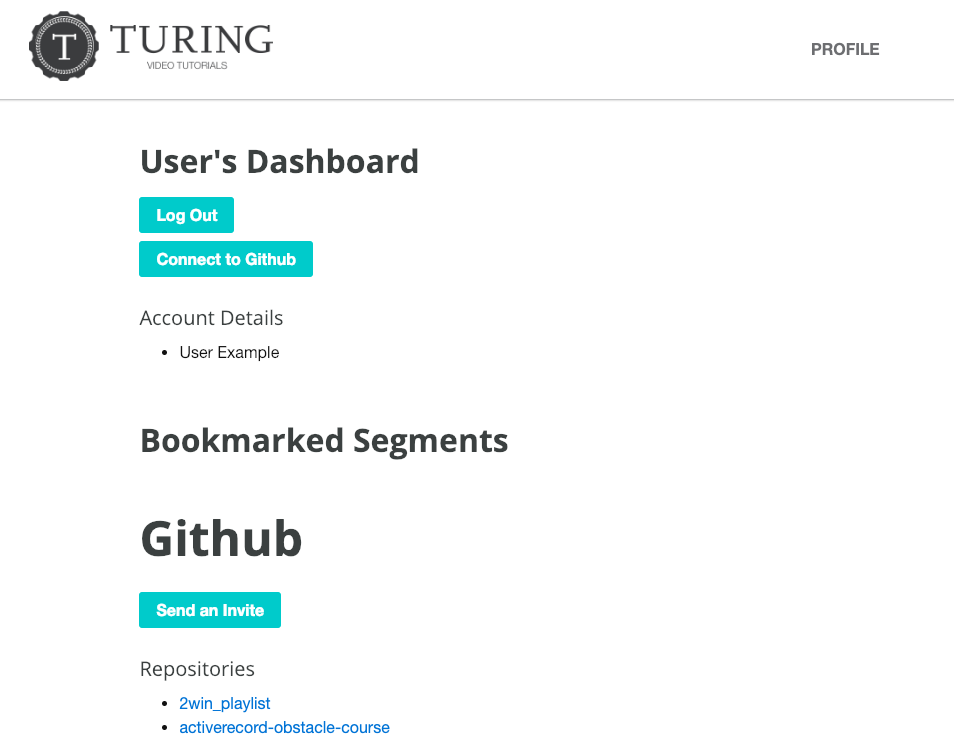 T TURING
VIDEO TUTORIALS
PROFILE
User's Dashboard
Log Out
Connect to Github
Account Details
User Example
Bookmarked Segments
Github
Send an Invite
Repositories
2win_playlist
activerecord-obstacle-course